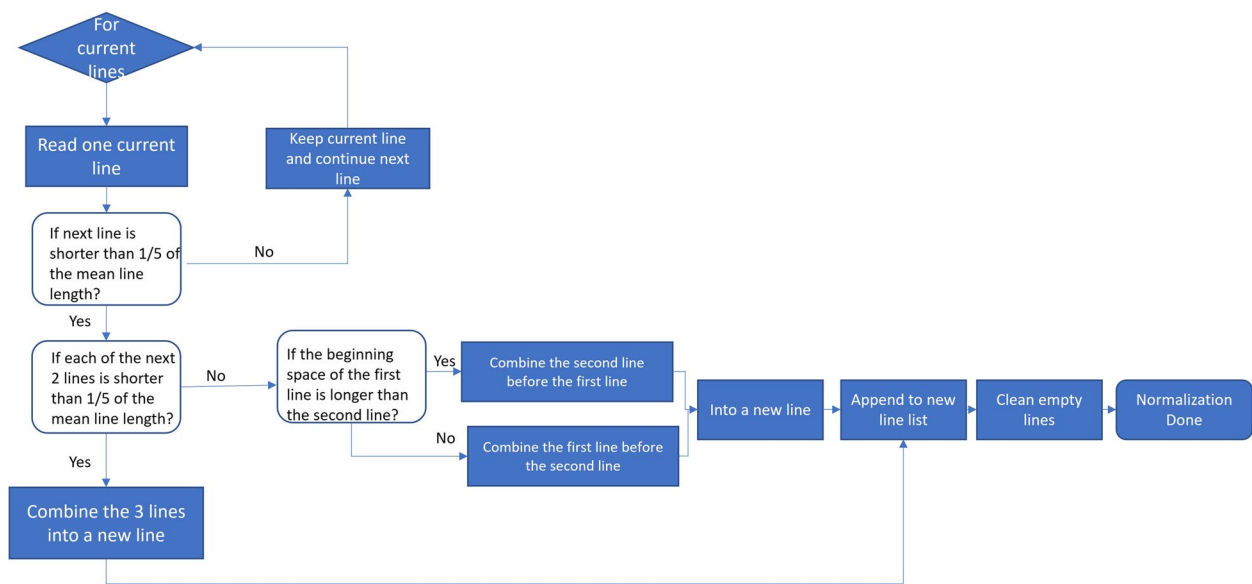 For
current
lines
Read one current
line
Keep current line
and continue next
line
If next line is
shorter than 1/5 of
the mean line
length?
No
Yes
If each of the next
2 lines is shorter
than 1/5 of the
mean line length?
No
If the beginning
space of the first
line is longer than
the second line?
Yes
Combine the second line
before the first line
No
Combine the first line before
the second line
Into a new line
Append to new
line list
Clean empty
lines
Normalization
Done
Yes
Combine the 3 lines
into a new line